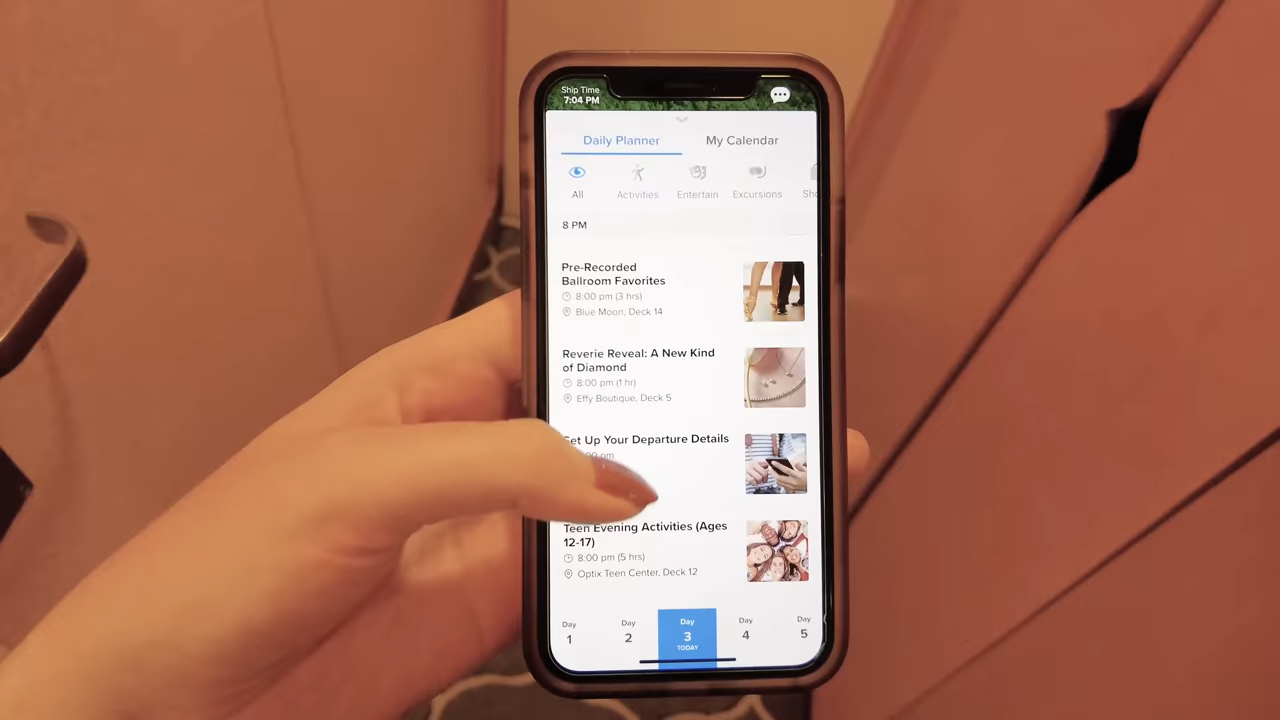 Ship Time
7:04 PM
Daily Planner My Calendar
All Activities Entertain Excursions
8 PM
Pre-Recorded
Ballroom Favorites
8:00 pm (3 hrs)
Blue Moon, Deck 14
Reverie Reveal: A New Kind
of Diamond
8:00 pm (1 hr)
Effy Boutique, Deck 5
Set Up Your Departure Details
pm
Teen Evening Activities (Ages
12-17)
8:00 pm (5 hrs)
Optix Teen Center, Deck 12
Day Day Day Day Day
1 2 3 4 5
TODAY